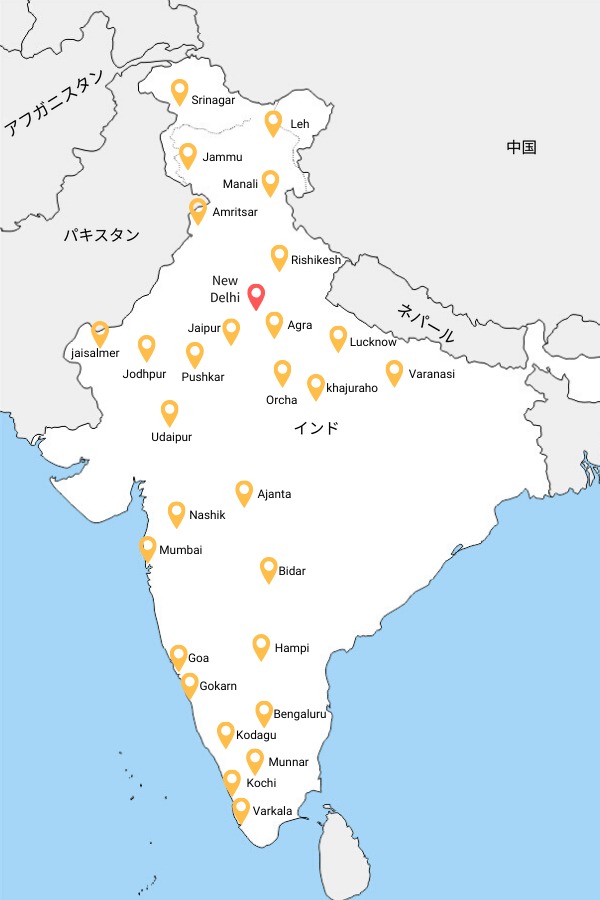 Srinagar
アフガニスタン
Leh
中国
Jammu
Manali
Amritsar
パキスタン
Rishikesh
New
Delhi
ネパール
Jaipur
Agra
Lucknow
jaisalmer
Jodhpur
Pushkar
Varanasi
khajuraho
Orcha
インド
Udaipur
Ajanta
Nashik
Mumbai
Bidar
Hampi
Goa
Gokarn
Bengaluru
Kodagu
Munnar
Kochi
Varkala